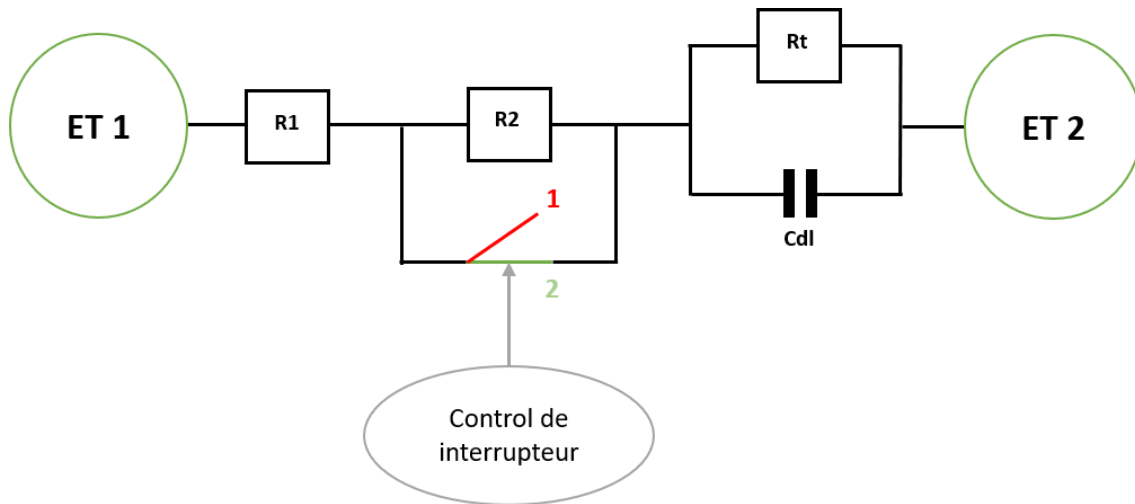 ET 1
R1
R2
Rt
Cdl
ET 2
1
2
Control de
interrupteur